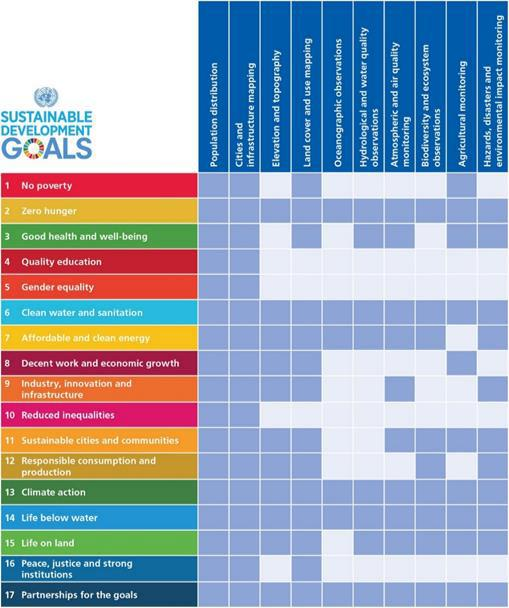 SUSTAINABLE
DEVELOPMENT
GOALS
Population distribution
Cities and
infrastructure mapping
Elevation and topography
Land cover and use mapping
Oceanographic observations
Hydrological and water quality
observations
Atmospheric and air quality
monitoring
Biodiversity and ecosystem
observations
Agricultural monitoring
Hazards, disasters and
environmental impact monitoring
1 No poverty
2 Zero hunger
3 Good health and well-being
4 Quality education
5 Gender equality
6 Clean water and sanitation
7 Affordable and clean energy
8 Decent work and economic growth
9 Industry, innovation and
infrastructure
10 Reduced inequalities
11 Sustainable cities and communities
12 Responsible consumption and
production
13 Climate action
14 Life below water
15 Life on land
16 Peace, justice and strong
institutions
17 Partnerships for the goals